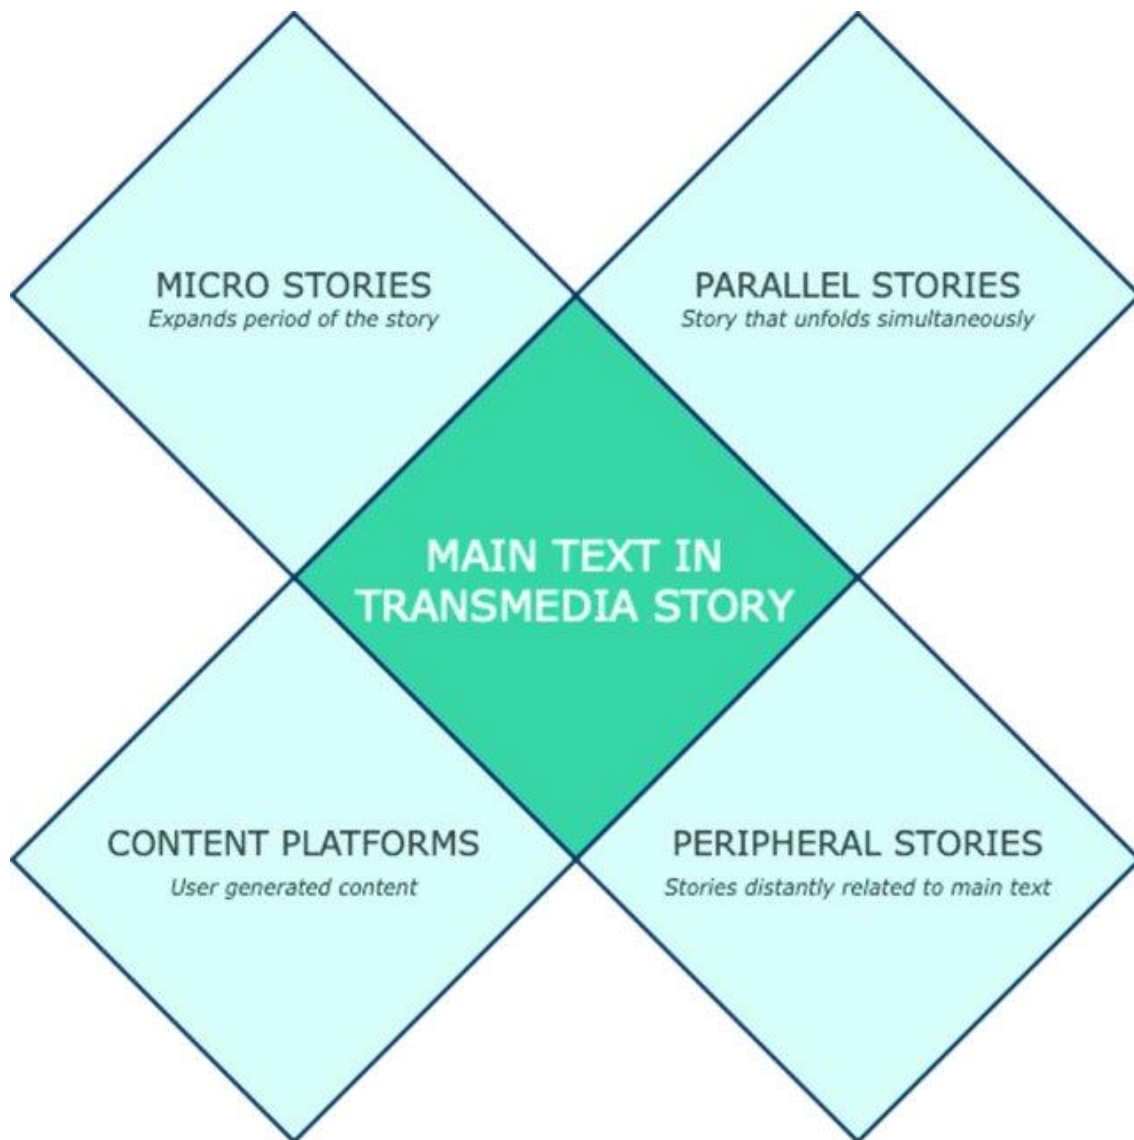 MICRO STORIES
Expands period of the story
PARALLEL STORIES
Story that unfolds simultaneously
MAIN TEXT IN
TRANSMEDIA STORY
CONTENT PLATFORMS
User generated content
PERIPHERAL STORIES
Stories distantly related to main text